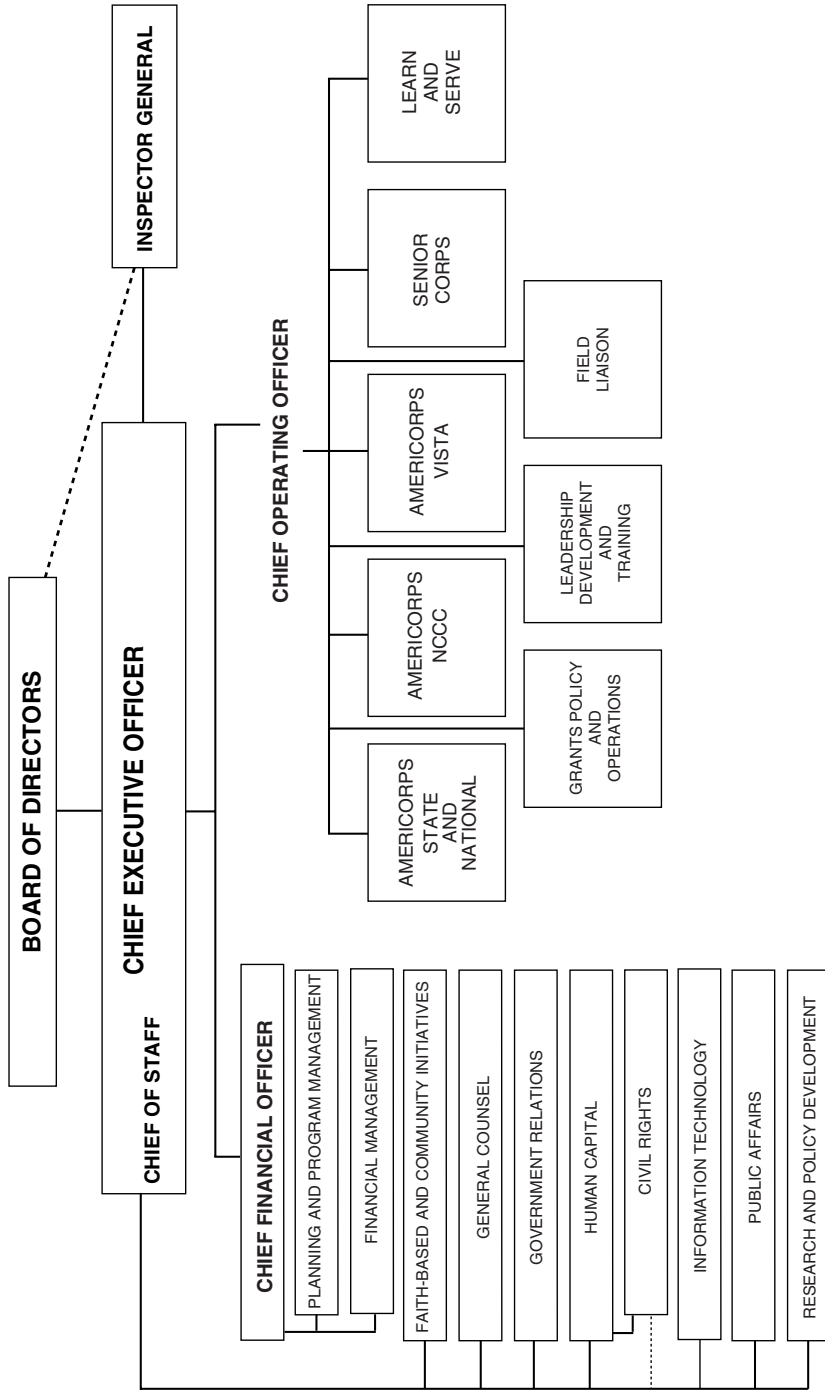 BOARD OF DIRECTORS
CHIEF OF STAFF
CHIEF EXECUTIVE OFFICER
INSPECTOR GENERAL
CHIEF FINANCIAL OFFICER
PLANNING AND PROGRAM MANAGEMENT
FINANCIAL MANAGEMENT
FAITH-BASED AND COMMUNITY INITIATIVES
GENERAL COUNSEL
GOVERNMENT RELATIONS
HUMAN CAPITAL
CIVIL RIGHTS
INFORMATION TECHNOLOGY
PUBLIC AFFAIRS
RESEARCH AND POLICY DEVELOPMENT
CHIEF OPERATING OFFICER
AMERICORPS
STATE
AND
NATIONAL
AMERICORPS
NCCC
AMERICORPS
VISTA
SENIOR
CORPS
LEARN
AND
SERVE
GRANTS POLICY
AND
OPERATIONS
LEADERSHIP
DEVELOPMENT
AND
TRAINING
FIELD
LIAISON